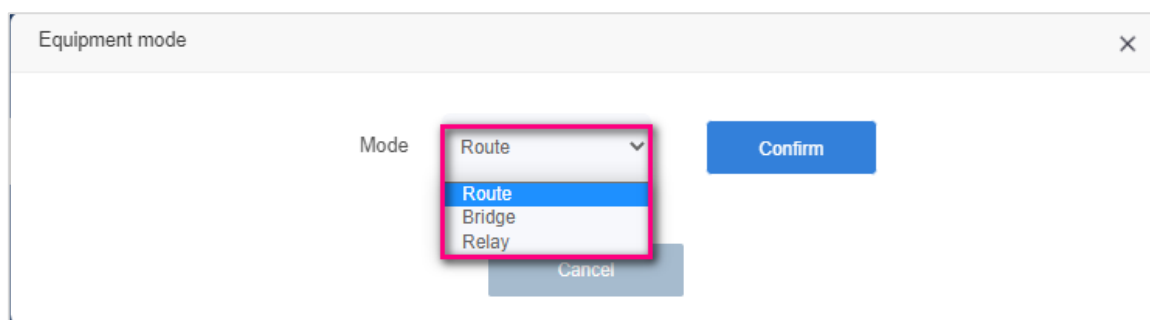 Equipment mode
Mode Route Confirm
Route
Bridge
Relay
Cancel